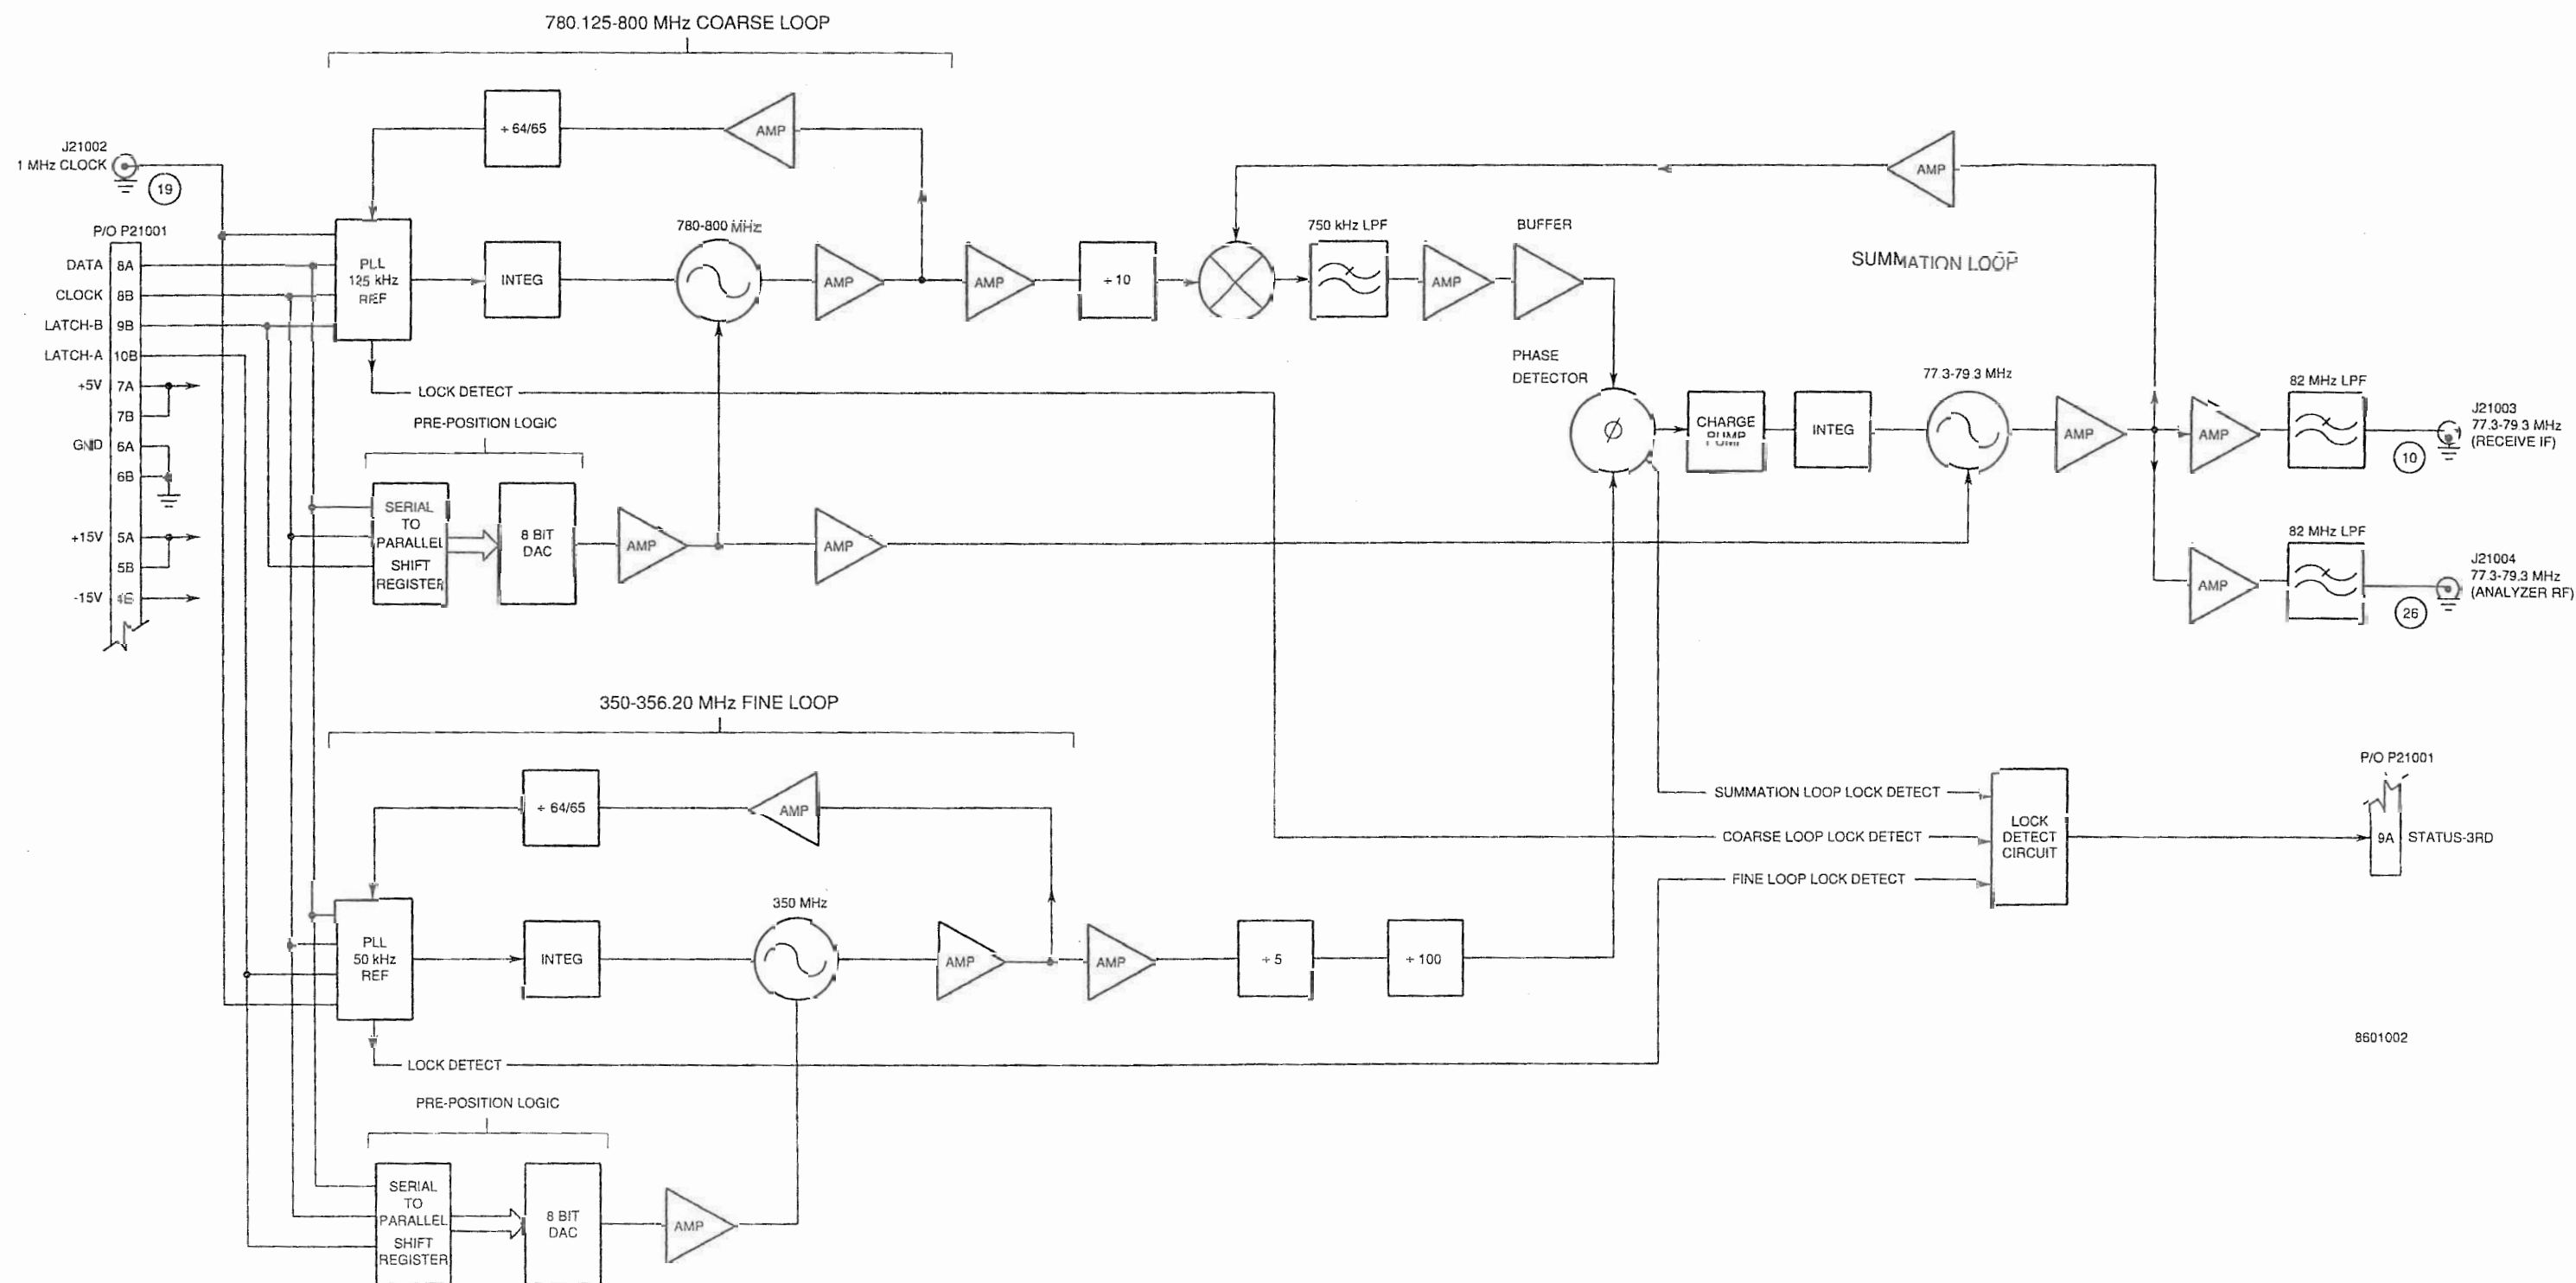 780.125-800 MHz COARSE LOOP
÷ 64/65
AMP
AMP
J21002
1 MHz CLOCK
19
P/O P21001
DATA 8A
CLOCK 8B
LATCH-B 9B
LATCH-A 10B
+5V 7A
7B
GND 6A
6B
+15V 5A
5B
-15V
PLL
125 kHz
REF
INTEG
780-800 MHz
AMP
AMP
÷ 10
750 kHz LPF
AMP
BUFFER
SUMMATION LOOP
LOCK DETECT
PRE-POSITION LOGIC
SERIAL
TO
PARALLEL
SHIFT
REGISTER
8 BIT
DAC
AMP
AMP
PHASE
DETECTOR
Ø
CHARGE
PUMP
INTEG
77.3-79.3 MHz
AMP
AMP
82 MHz LPF
10
J21003
77.3-79.3 MHz
(RECEIVE IF)
AMP
82 MHz LPF
26
J21004
77.3-79.3 MHz
(ANALYZER RF)
350-356.20 MHz FINE LOOP
÷ 64/65
AMP
PLL
50 kHz
REF
INTEG
350 MHz
AMP
AMP
÷ 5
÷ 100
SUMMATION LOOP LOCK DETECT
COARSE LOOP LOCK DETECT
FINE LOOP LOCK DETECT
LOCK
DETECT
CIRCUIT
P/O P21001
9A STATUS-3RD
8601002
LOCK DETECT
PRE-POSITION LOGIC
SERIAL
TO
PARALLEL
SHIFT
REGISTER
8 BIT
DAC
AMP